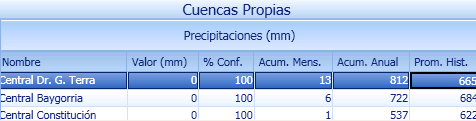 Cuencas Propias
Precipitaciones (mm)
Nombre Valor (mm) % Conf. Acum. Mens. Acum. Anual Prom. Hist.
Central Dr. G. Terra 0 100 13 812 665
Central Baygorria 0 100 6 722 684
Central Constitución 0 100 1 537 622